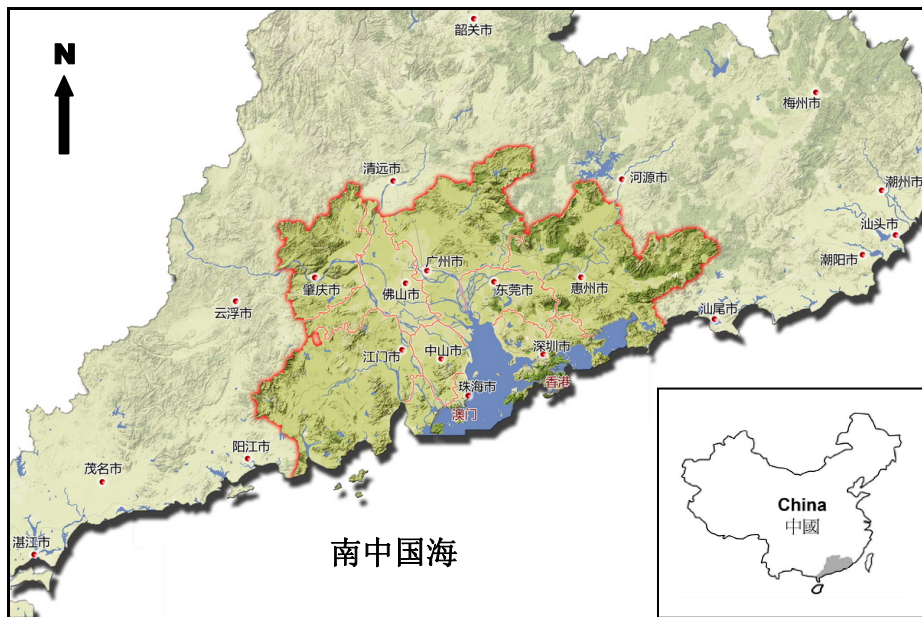 韶关市
N
梅州市
清远市
河源市
潮州市
汕头市
广州市
潮阳市
肇庆市
佛山市
东莞市
惠州市
云浮市
汕尾市
江门市
中山市
深圳市
珠海市
香港
澳门
阳江市
茂名市
China
中國
湛江市
南中国海